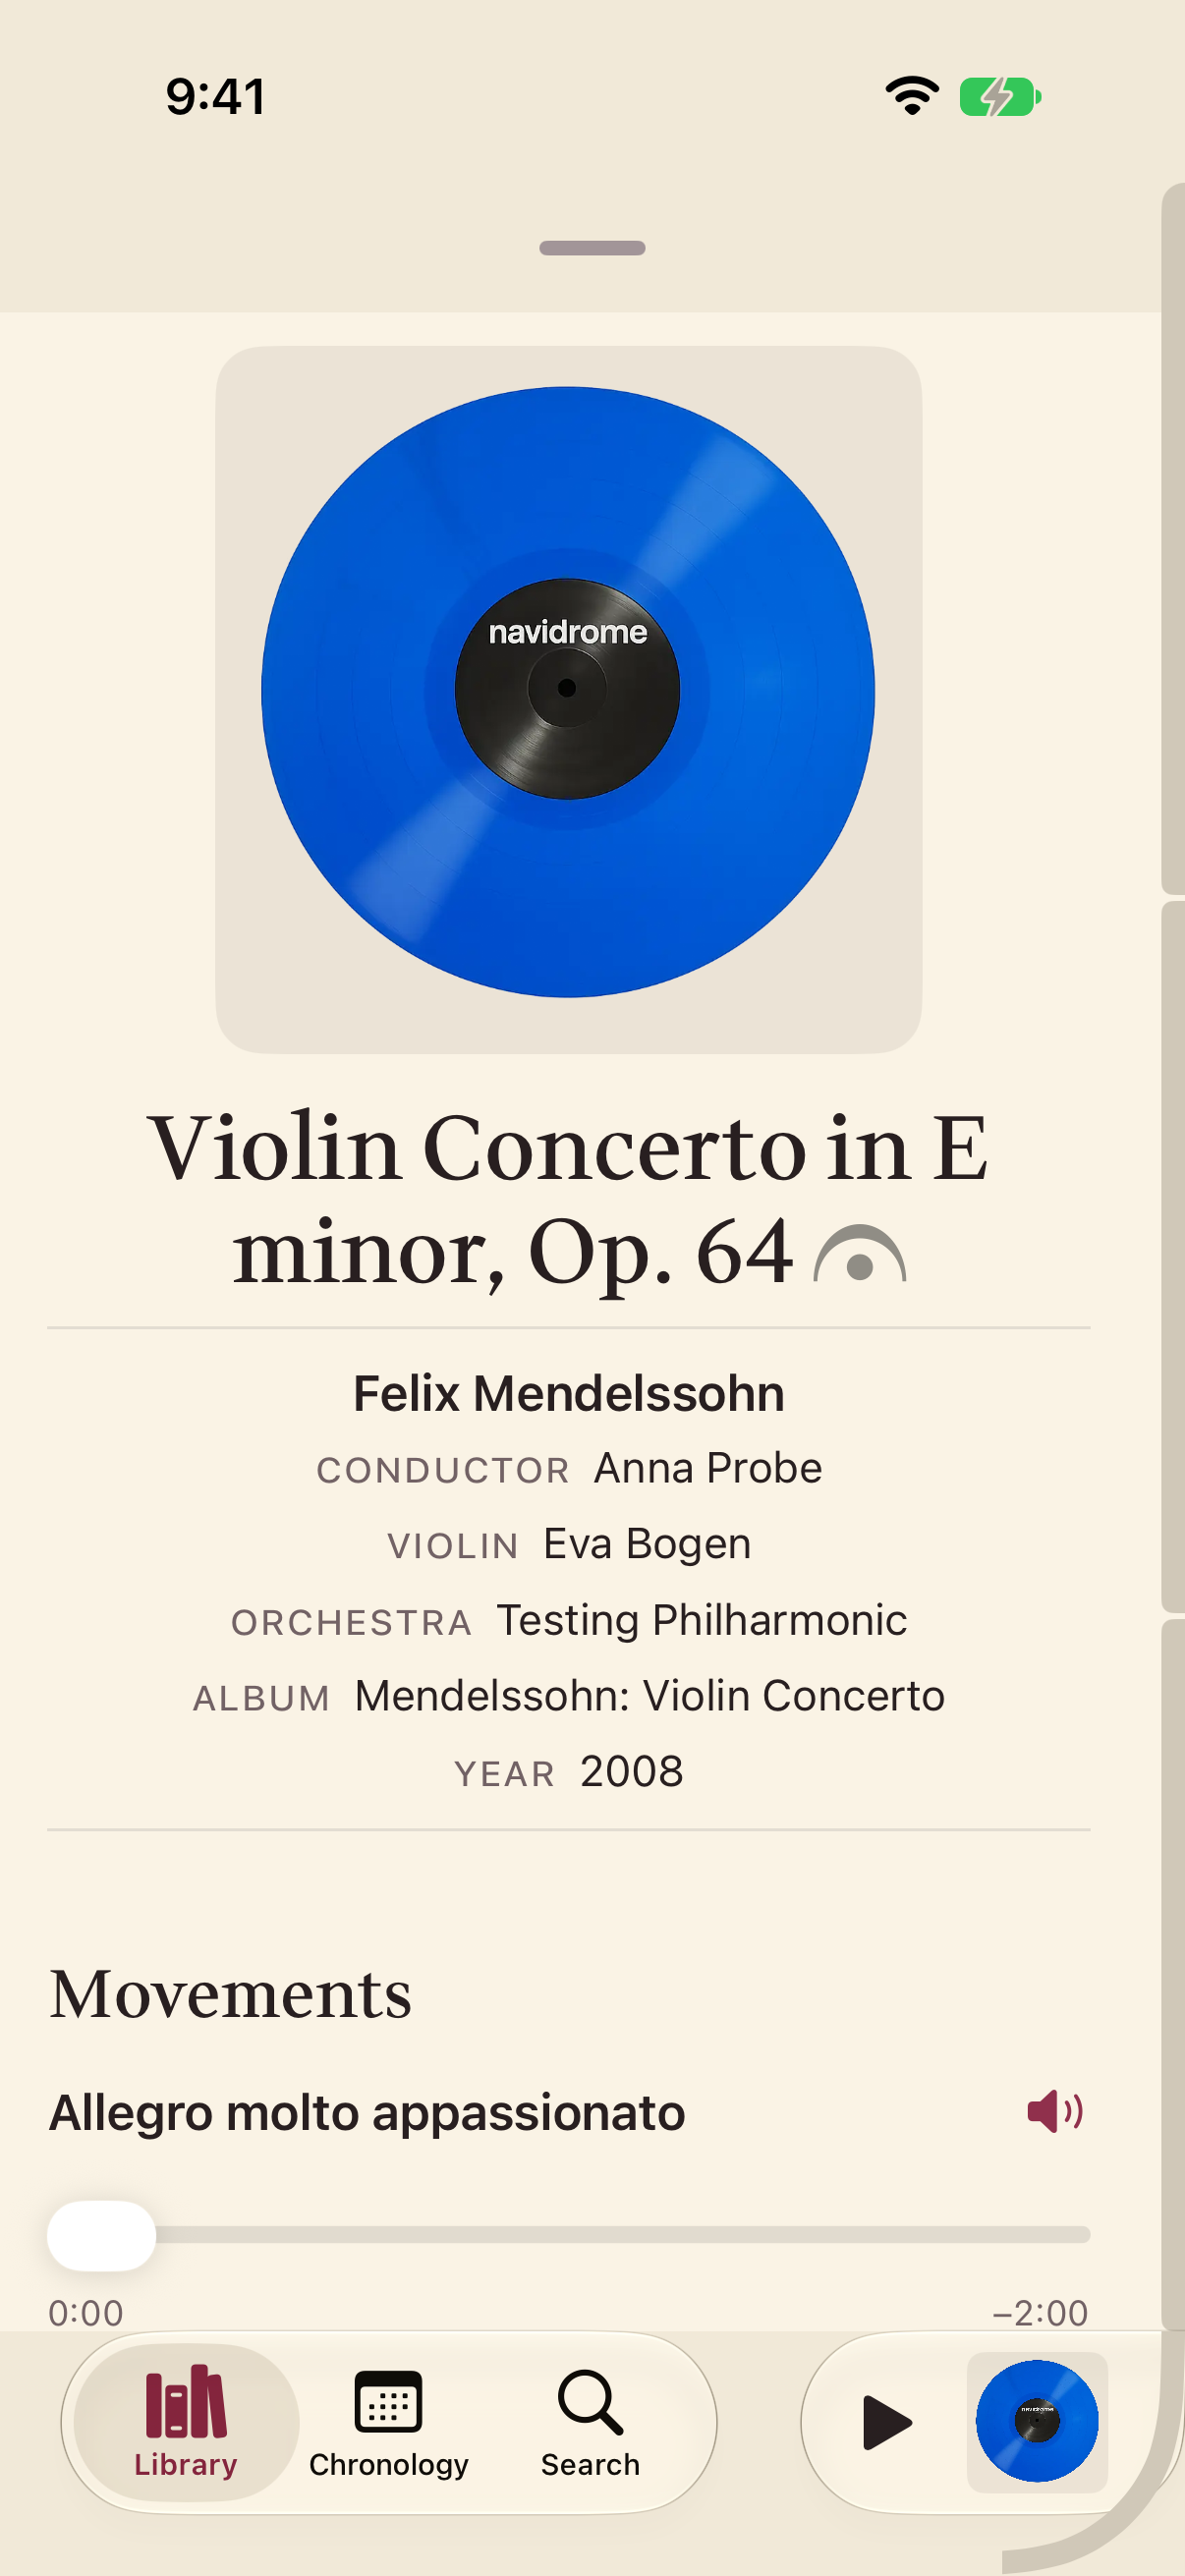 9:41
navidrome
Violin Concerto in E
minor, Op. 64
Felix Mendelssohn
CONDUCTOR Anna Probe
VIOLIN Eva Bogen
ORCHESTRA Testing Philharmonic
ALBUM Mendelssohn: Violin Concerto
YEAR 2008
Movements
Allegro molto appassionato
0:00 –2:00
Library Chronology Search
navidrome